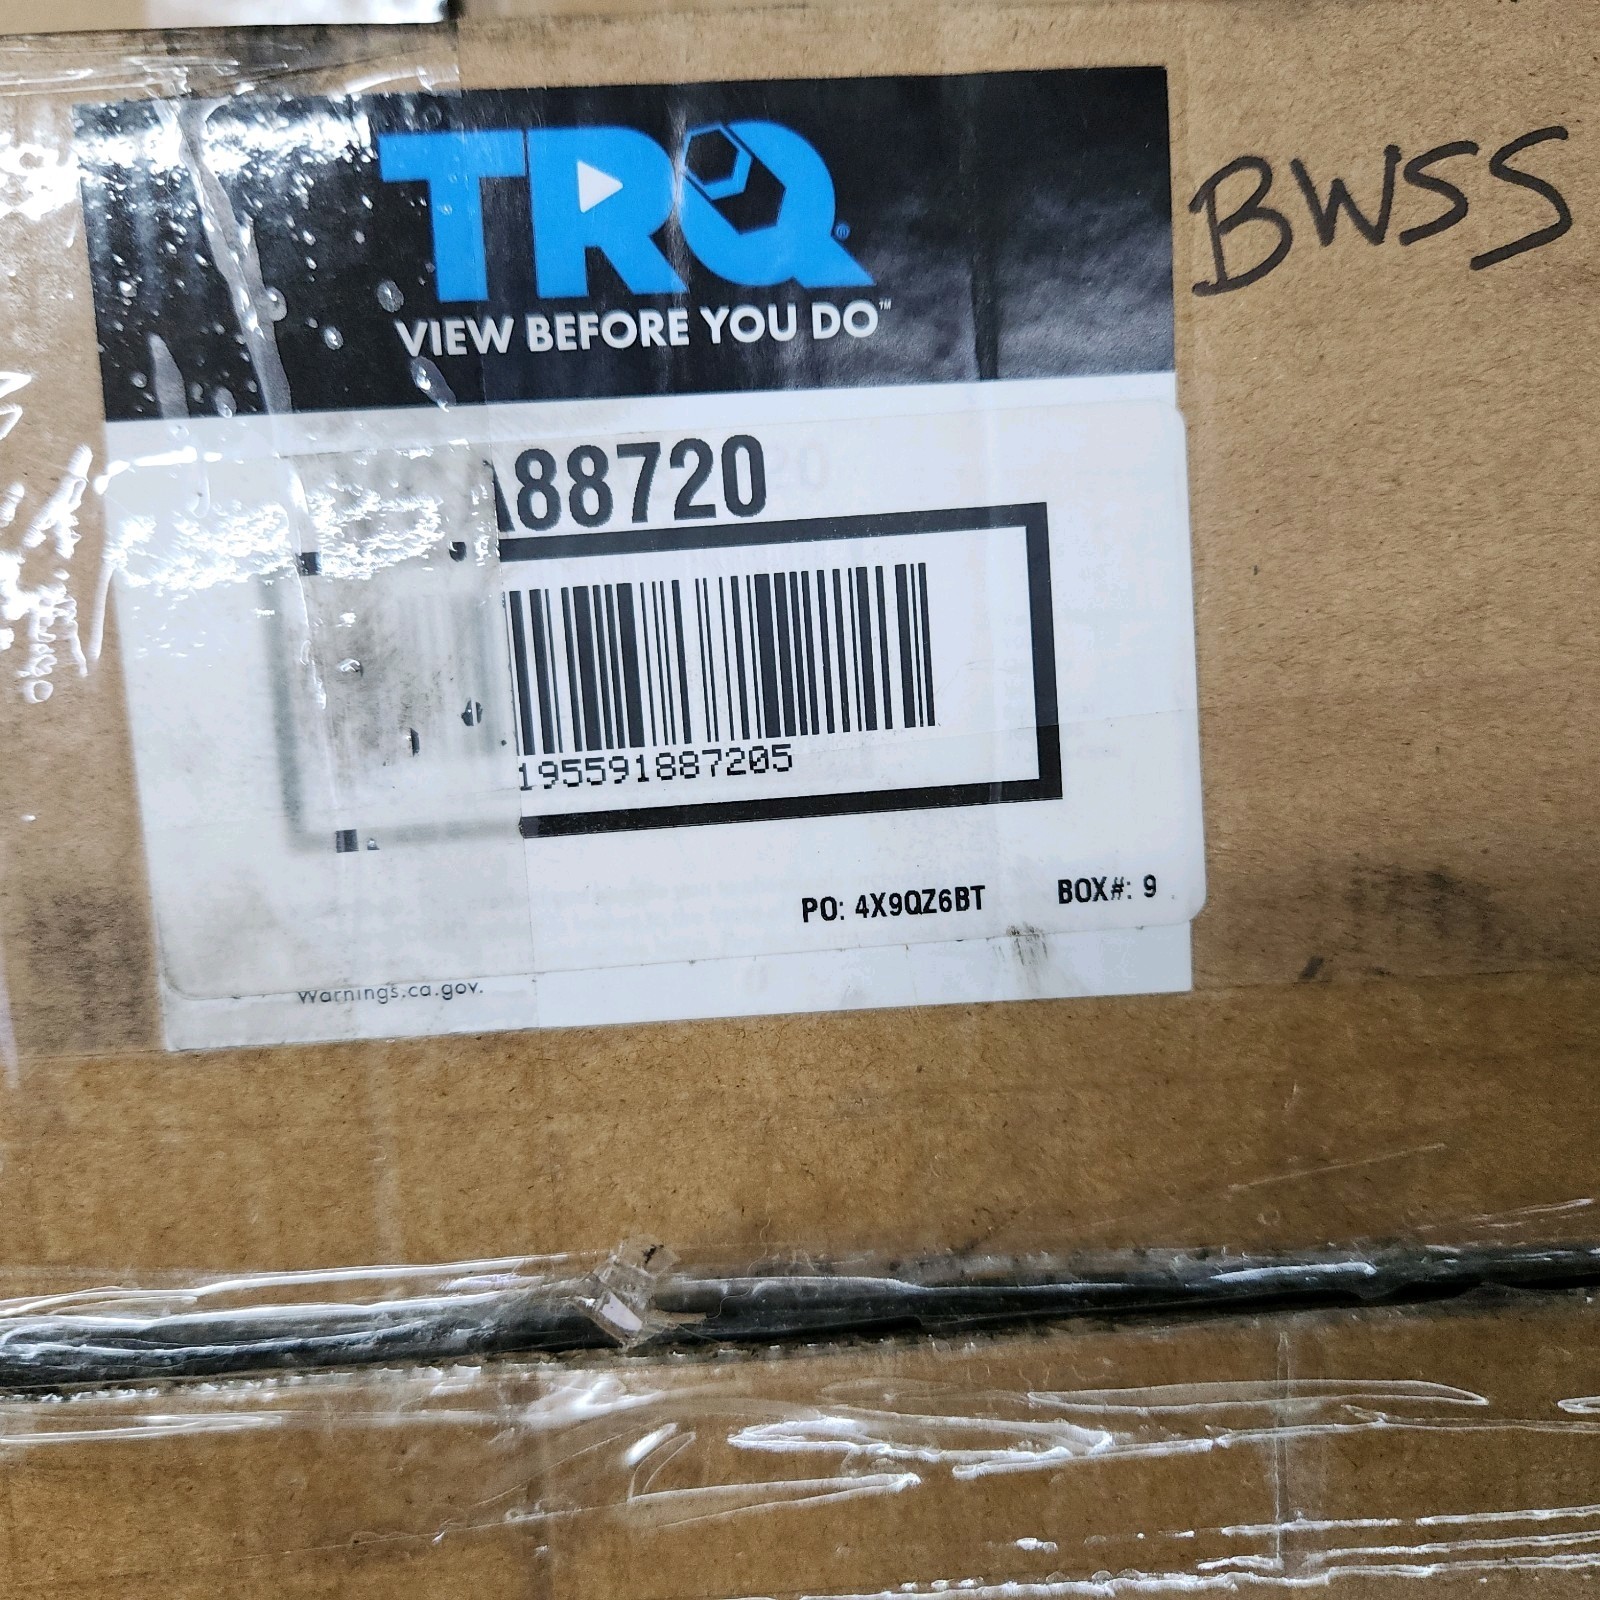 TRQ®
VIEW BEFORE YOU DO™
BWSS
A88720
195591887205
PO: 4X9QZ6BT BOX#: 9
Warnings.ca.gov.